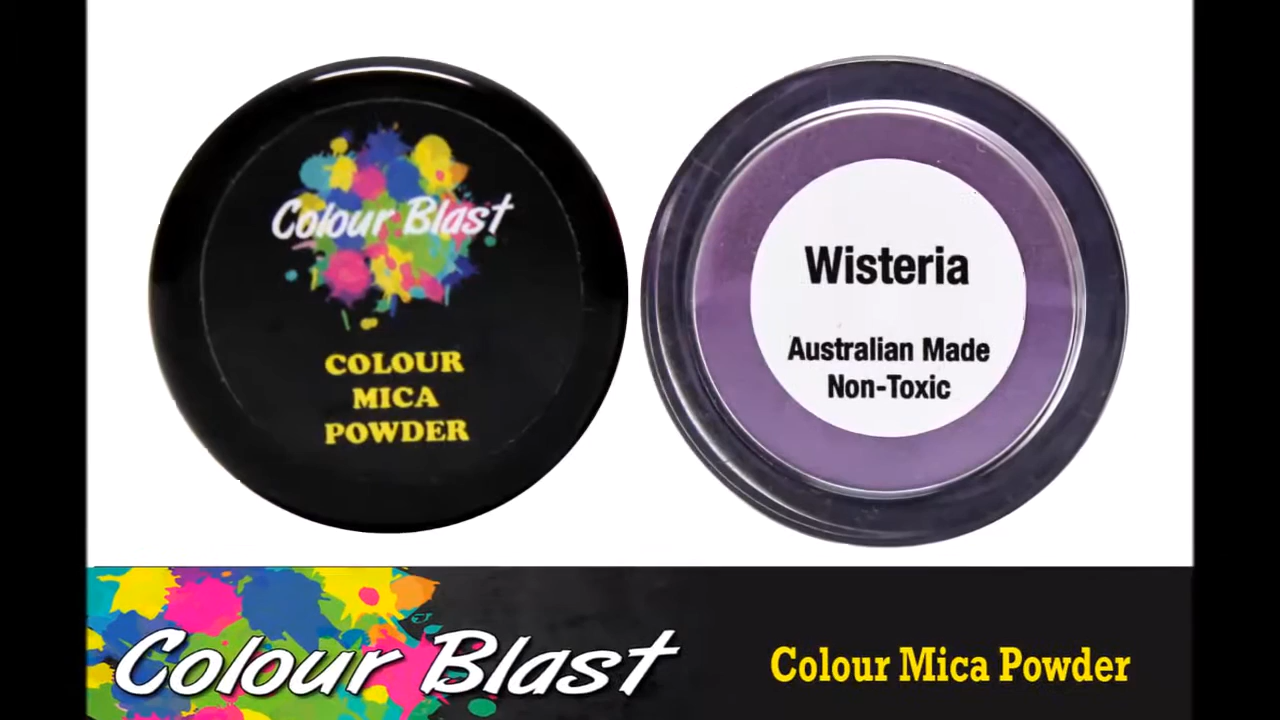 Colour Blast
COLOUR
MICA
POWDER
Wisteria
Australian Made
Non-Toxic
Colour Blast
Colour Mica Powder